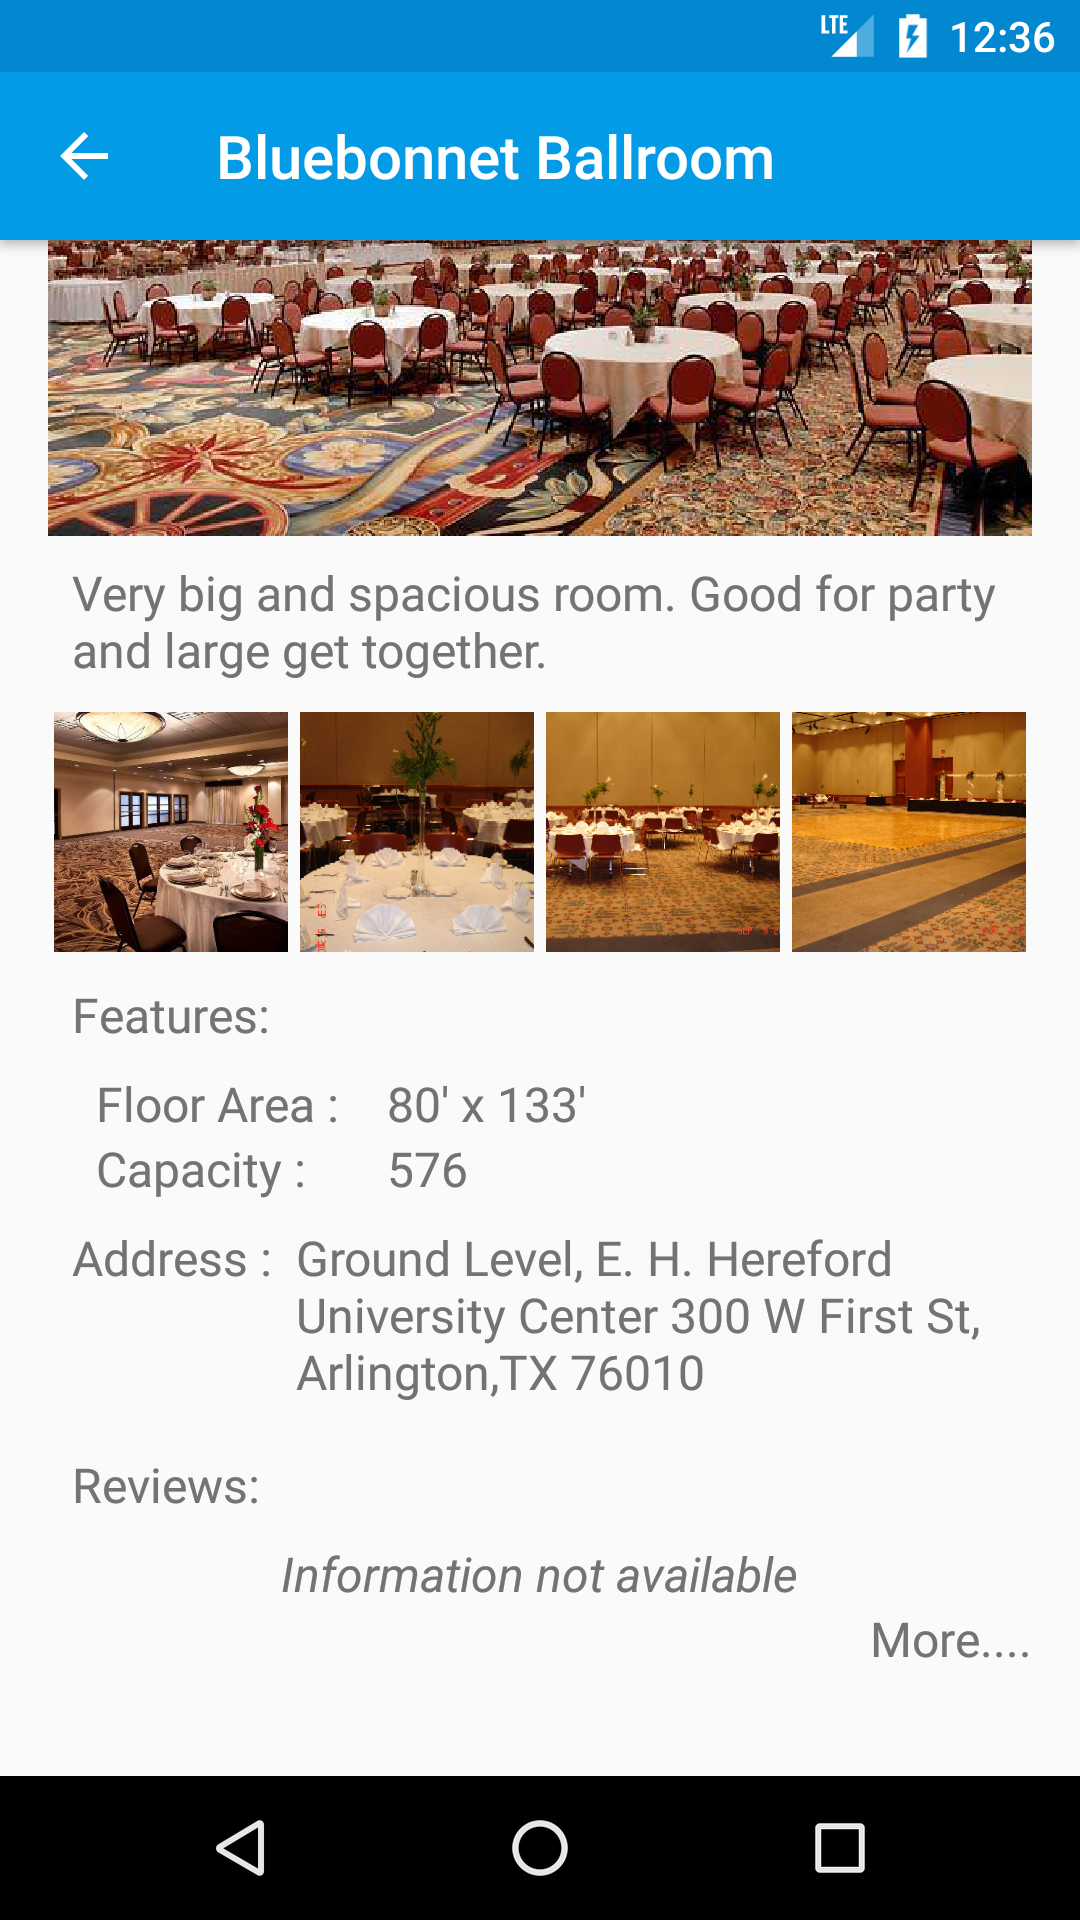 LTE 12:36
Bluebonnet Ballroom
Very big and spacious room. Good for party
and large get together.
Features:
Floor Area : 80' x 133'
Capacity : 576
Address : Ground Level, E. H. Hereford
University Center 300 W First St,
Arlington,TX 76010
Reviews:
Information not available
More....